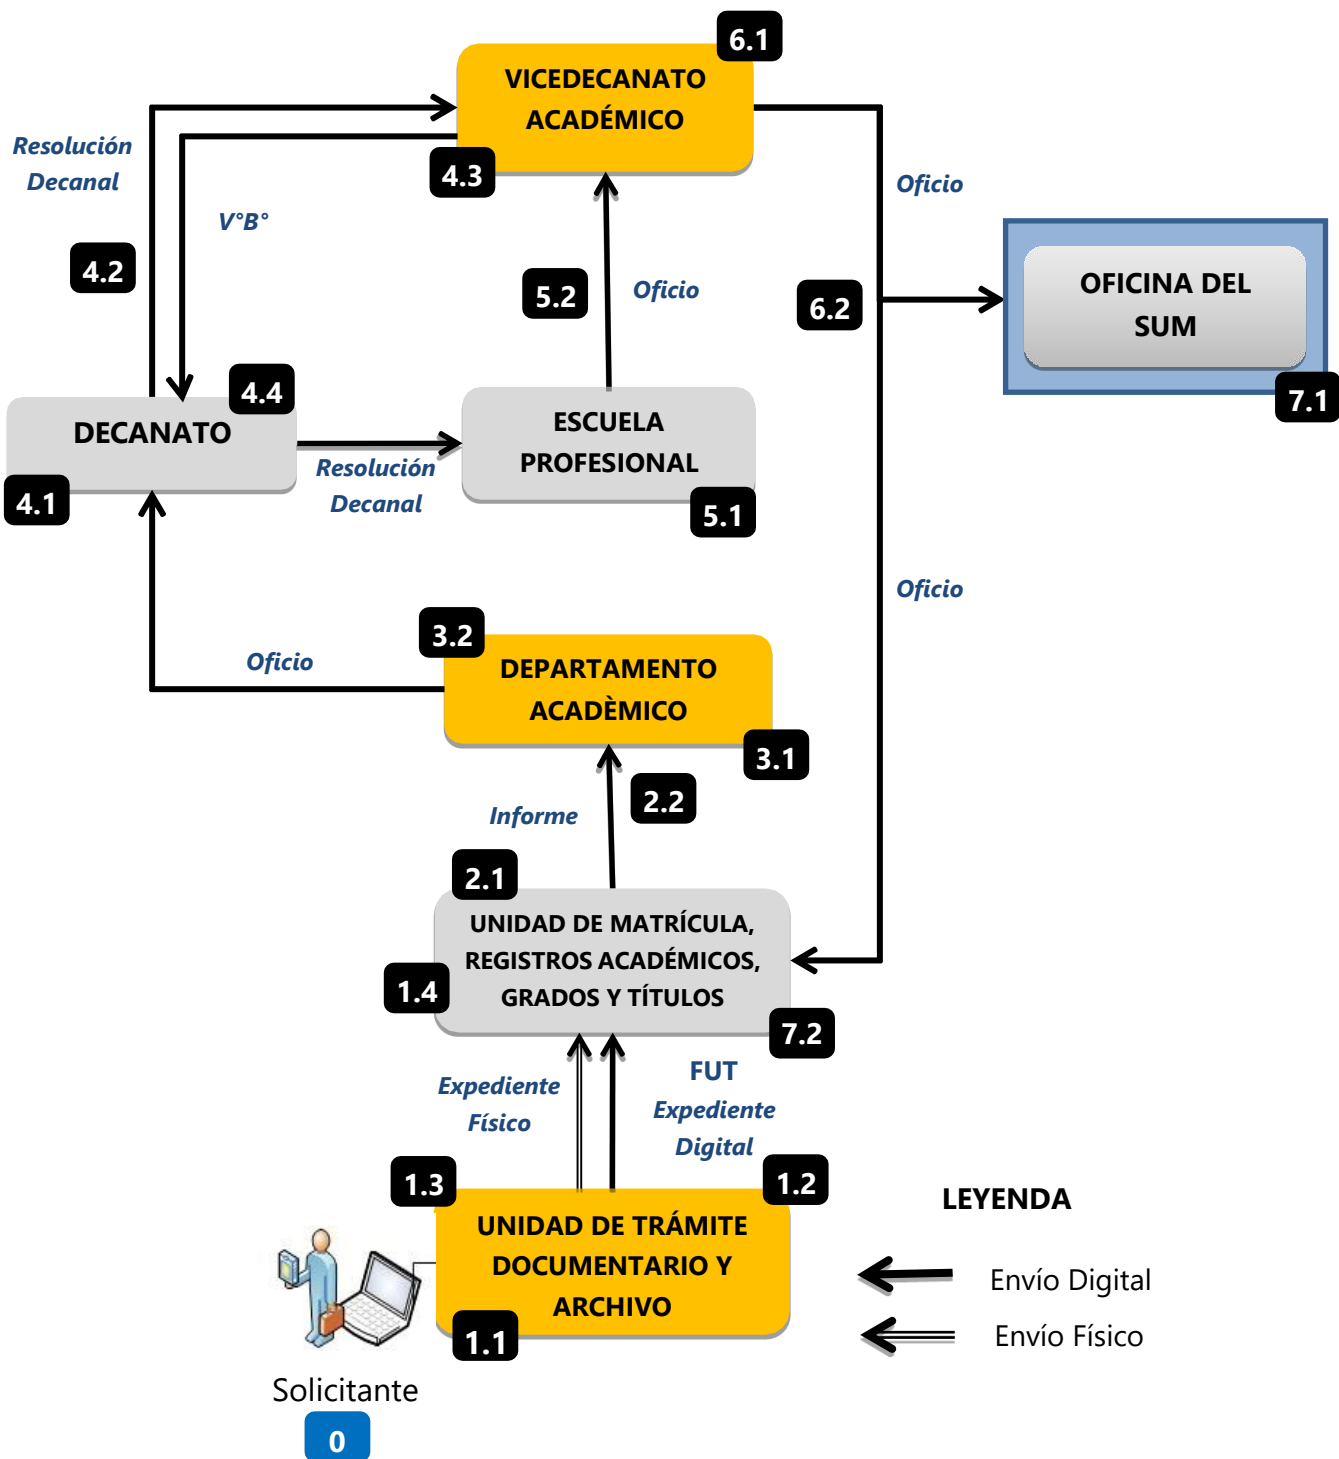 6.1
VICEDECANATO
ACADÉMICO
Resolución
Decanal
4.3
Oficio
V°B°
4.2
5.2
Oficio
6.2
OFICINA DEL
SUM
7.1
4.4
DECANATO
4.1
Resolución
Decanal
ESCUELA
PROFESIONAL
5.1
Oficio
3.2
Oficio
DEPARTAMENTO
ACADÈMICO
3.1
2.2
Informe
2.1
UNIDAD DE MATRÍCULA,
REGISTROS ACADÉMICOS,
GRADOS Y TÍTULOS
1.4
7.2
Expediente
Físico
FUT
Expediente
Digital
1.3
1.2
UNIDAD DE TRÁMITE
DOCUMENTARIO Y
ARCHIVO
1.1
LEYENDA
Envío Digital
Envío Físico
Solicitante
0